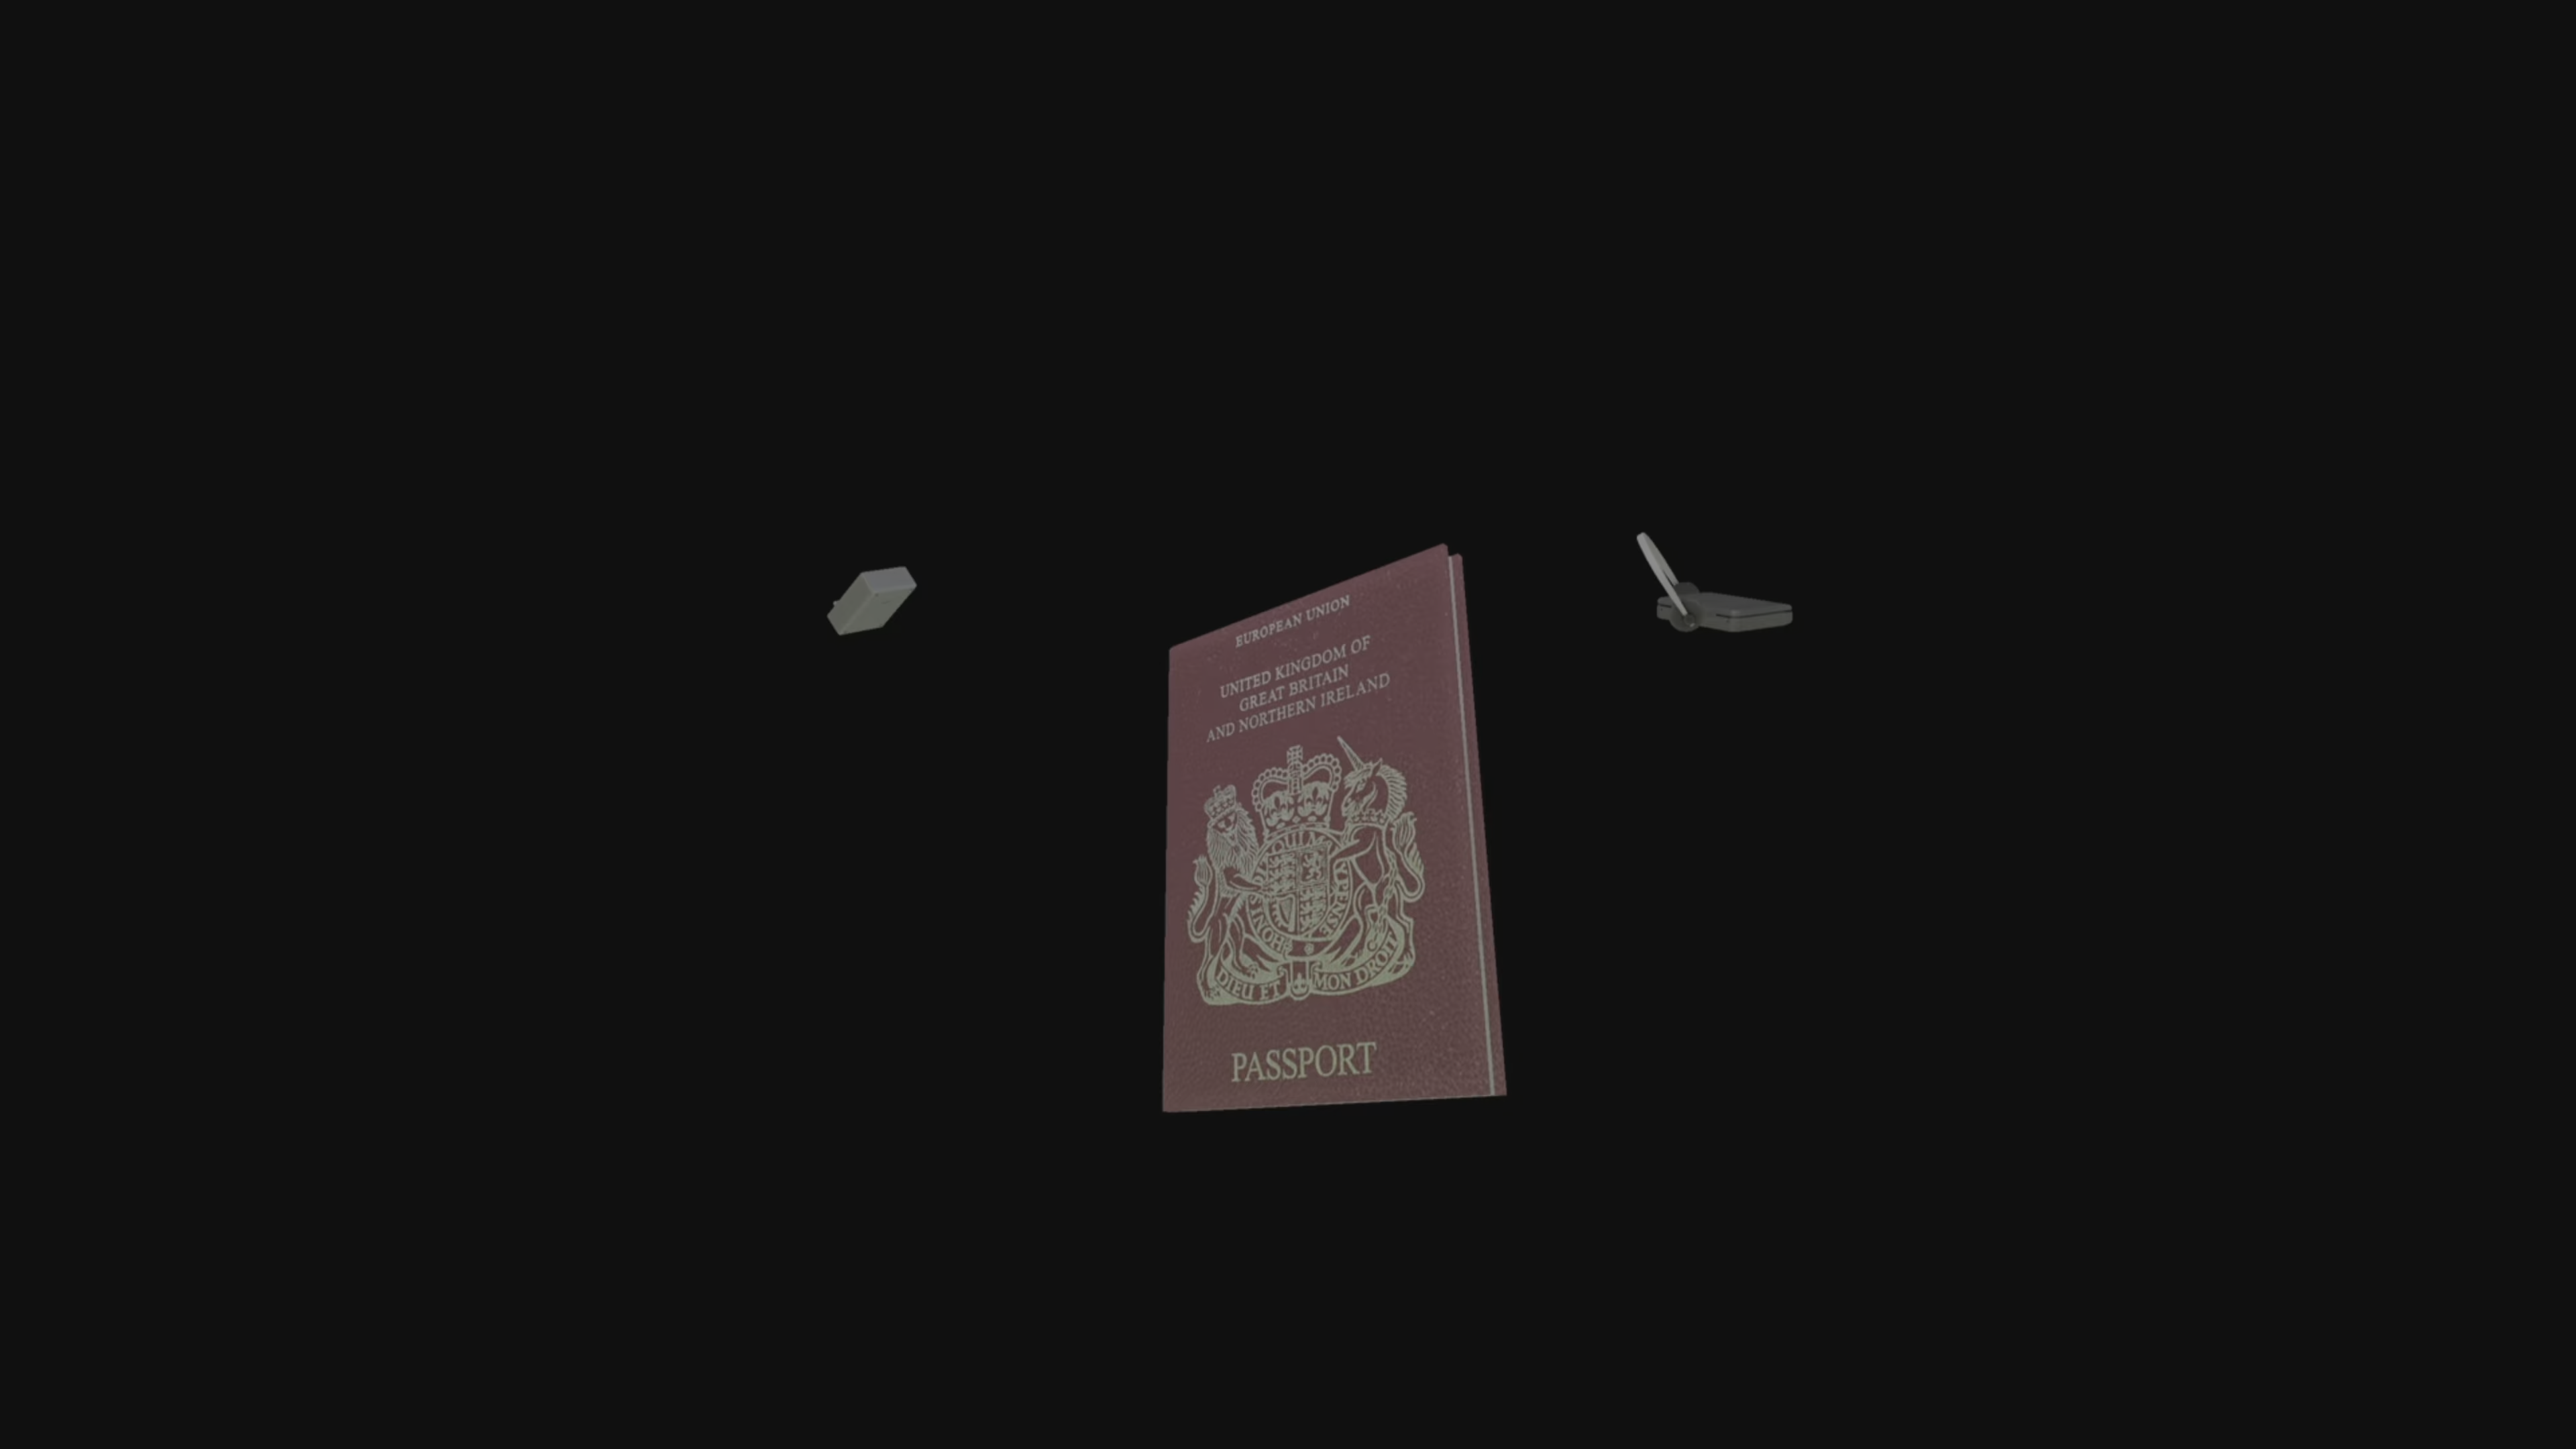 EUROPEAN UNION
UNITED KINGDOM OF
GREAT BRITAIN
AND NORTHERN IRELAND
DIEU ET MON DROIT
PASSPORT